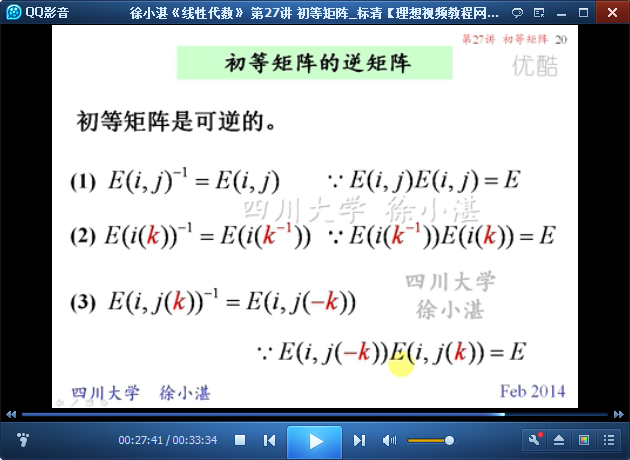 QQ影音
徐小湛《线性代数》 第27讲 初等矩阵_标清【理想视频教程网...
第27讲 初等矩阵 20
优酷
初等矩阵的逆矩阵
初等矩阵是可逆的。
(1) E(i, j)⁻¹ = E(i, j) ∵ E(i, j)E(i, j) = E
四川大学 徐小湛
(2) E(i(k))⁻¹ = E(i(k⁻¹)) ∵ E(i(k⁻¹))E(i(k)) = E
四川大学
徐小湛
(3) E(i, j(k))⁻¹ = E(i, j(−k))
∵ E(i, j(−k))E(i, j(k)) = E
四川大学 徐小湛 Feb 2014
00:27:41 / 00:33:34